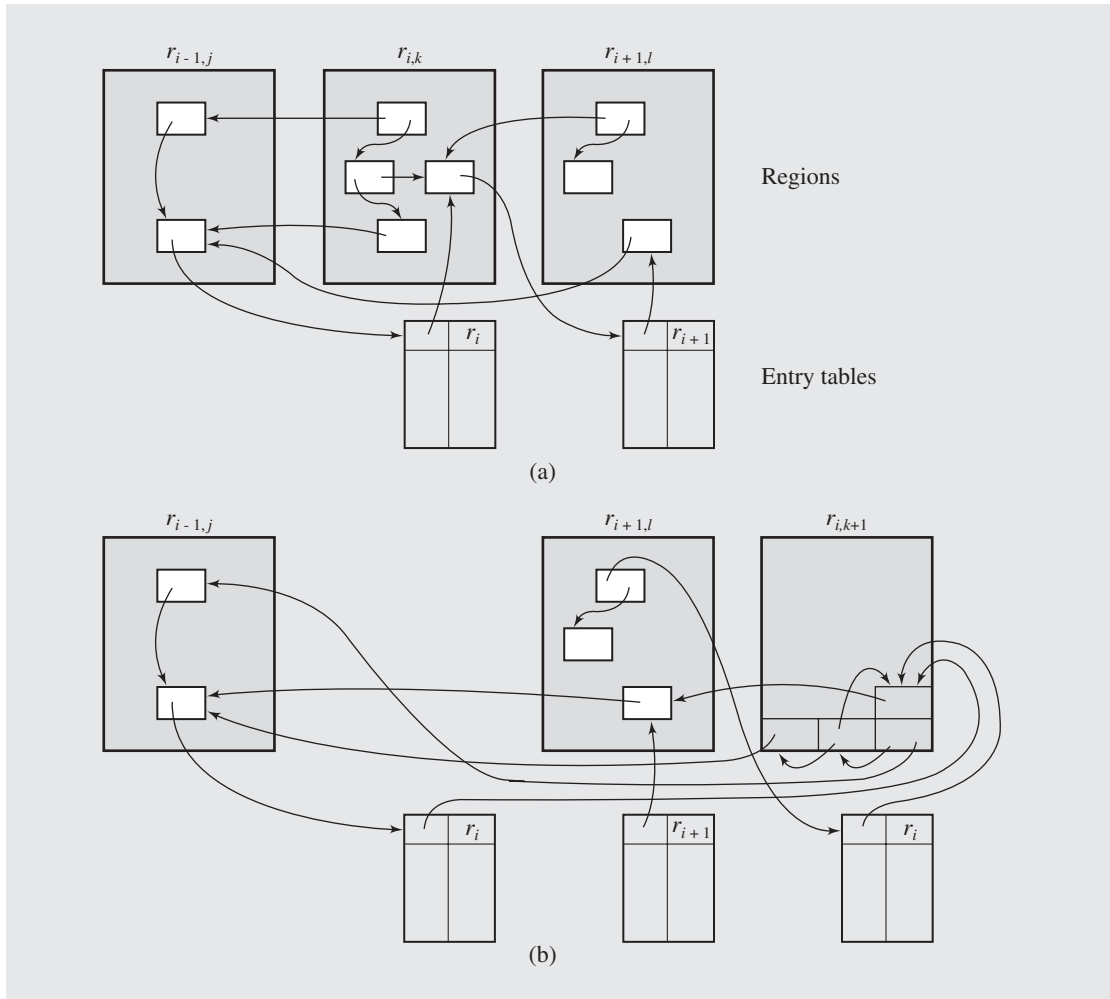 r_{i - 1, j} r_{i, k} r_{i + 1, l}
Regions
r_i r_{i + 1}
Entry tables
(a)
r_{i - 1, j} r_{i + 1, l} r_{i, k+1}
r_i r_{i + 1} r_i
(b)